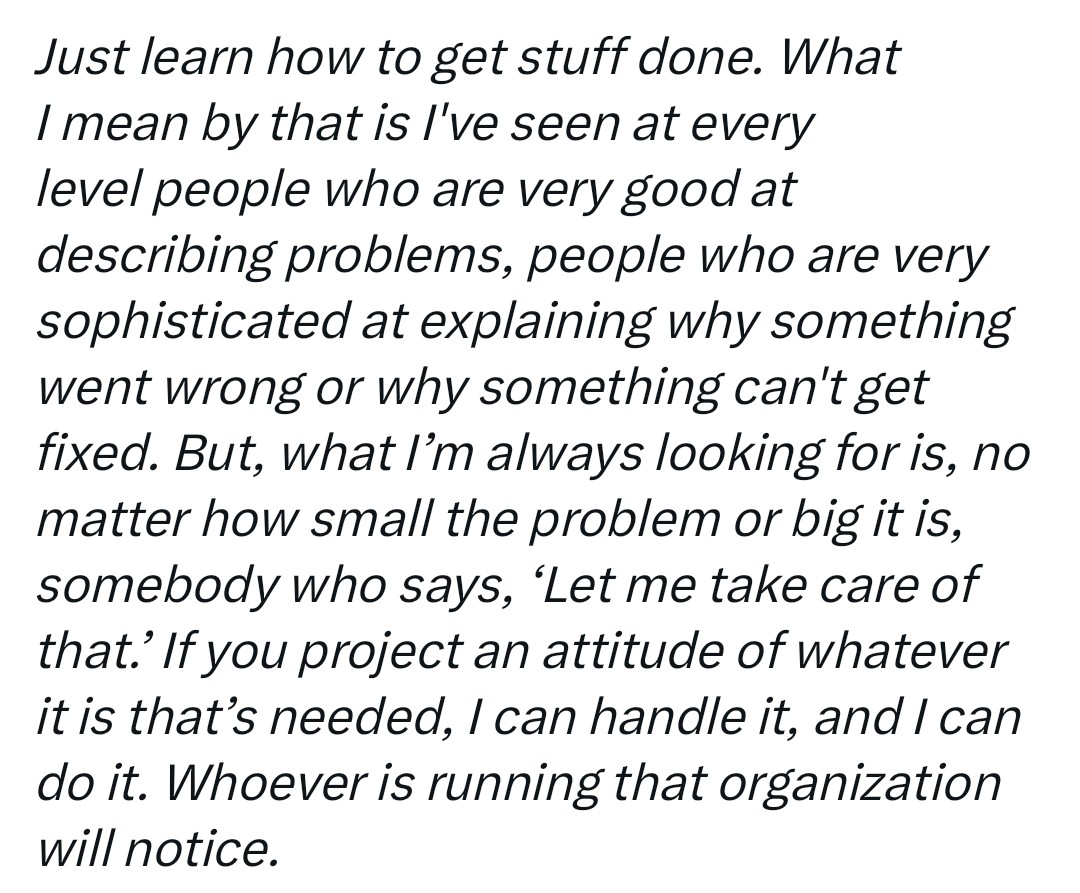 Just learn how to get stuff done. What
I mean by that is I've seen at every
level people who are very good at
describing problems, people who are very
sophisticated at explaining why something
went wrong or why something can't get
fixed. But, what I’m always looking for is, no
matter how small the problem or big it is,
somebody who says, ‘Let me take care of
that.’ If you project an attitude of whatever
it is that’s needed, I can handle it, and I can
do it. Whoever is running that organization
will notice.